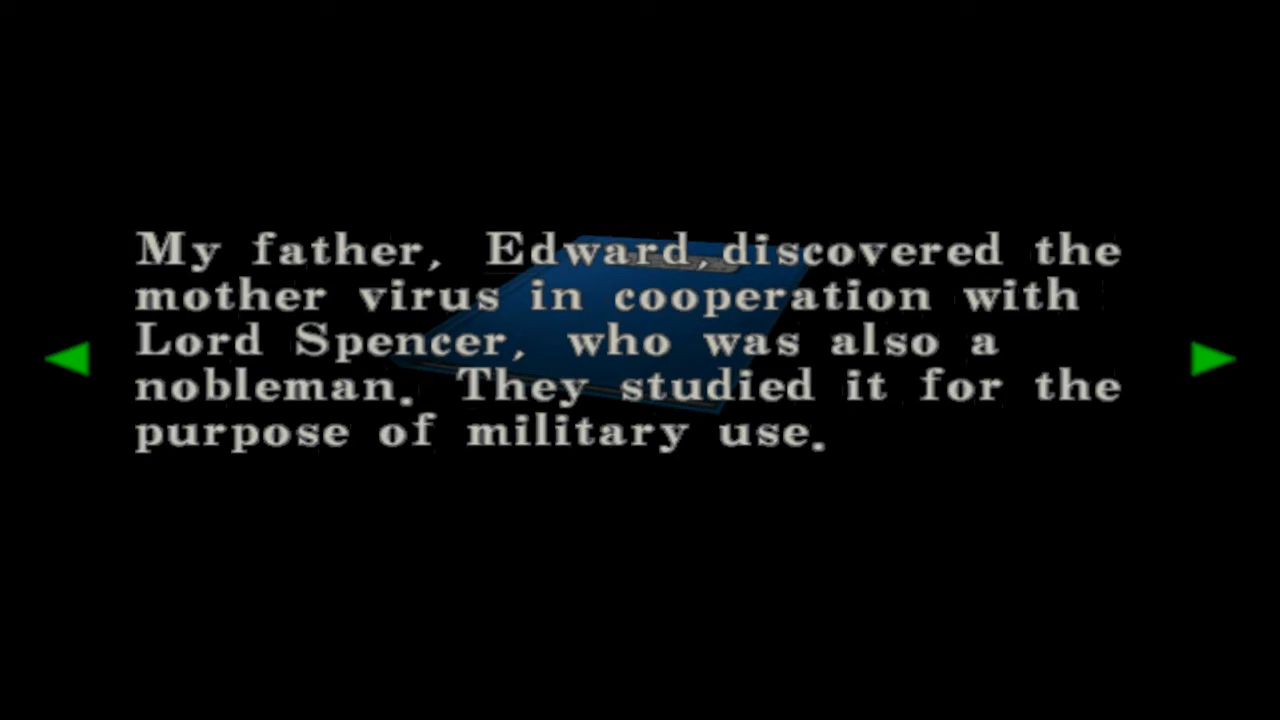 My father, Edward,discovered the
mother virus in cooperation with
Lord Spencer, who was also a
nobleman. They studied it for the
purpose of military use.